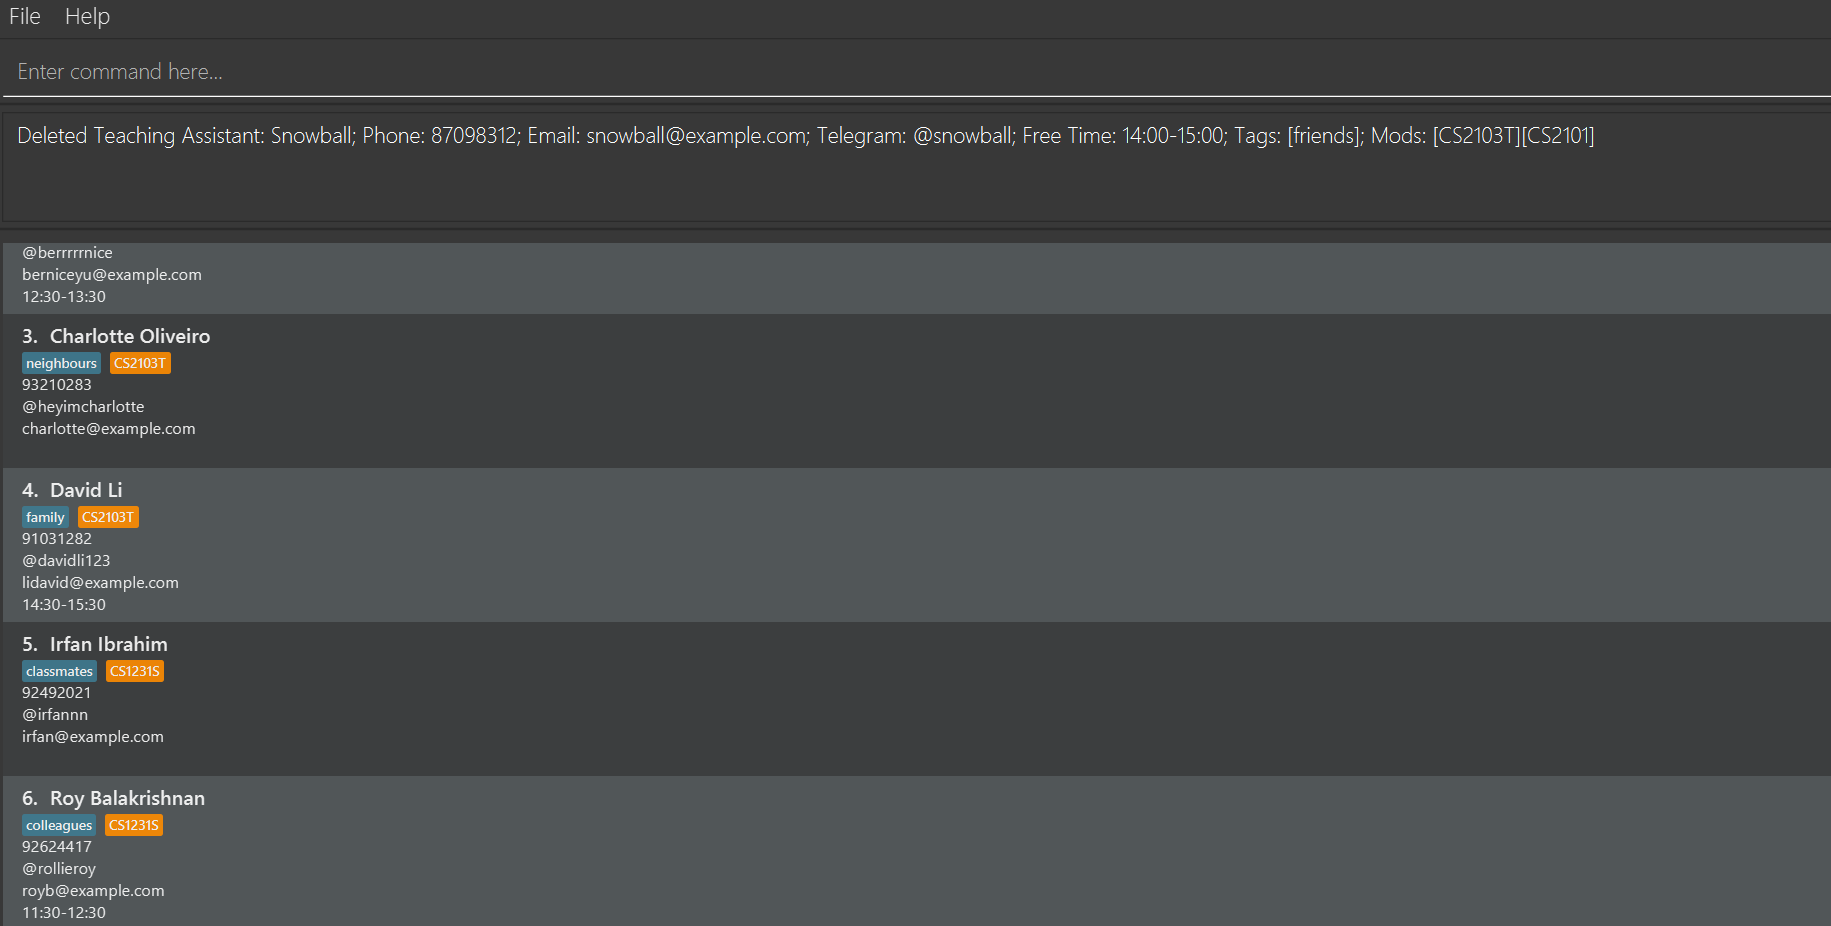 File Help
Enter command here...
Deleted Teaching Assistant: Snowball; Phone: 87098312; Email: snowball@example.com; Telegram: @snowball; Free Time: 14:00-15:00; Tags: [friends]; Mods: [CS2103T][CS2101]
@berrrrrnice
berniceyu@example.com
12:30-13:30
3. Charlotte Oliveiro
neighbours CS2103T
93210283
@heyimcharlotte
charlotte@example.com
4. David Li
family CS2103T
91031282
@davidli123
lidavid@example.com
14:30-15:30
5. Irfan Ibrahim
classmates CS1231S
92492021
@irfannn
irfan@example.com
6. Roy Balakrishnan
colleagues CS1231S
92624417
@rollieroy
royb@example.com
11:30-12:30